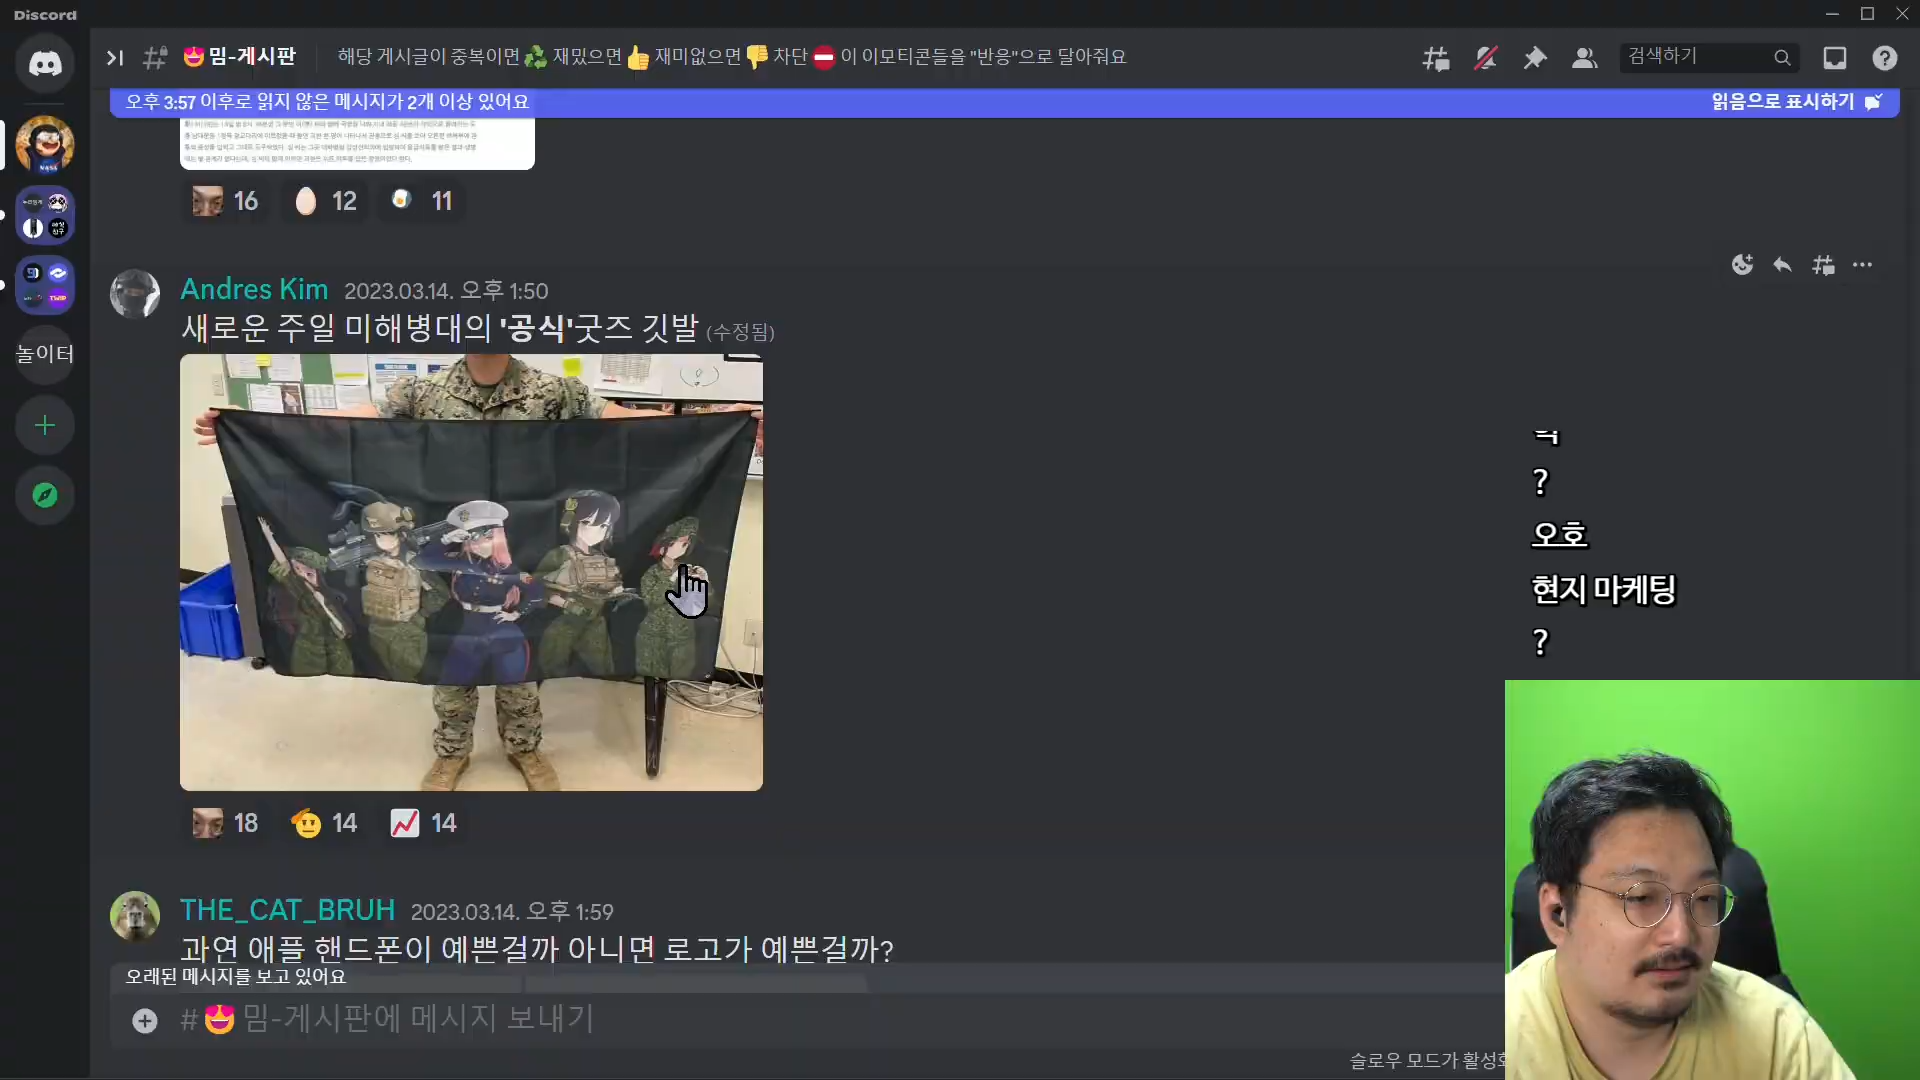 Discord
밈-게시판
해당 게시글이 중복이면 재밌으면 재미없으면 차단 이 이모티콘들을 "반응"으로 달아줘요
검색하기
오후 3:57 이후로 읽지 않은 메시지가 2개 이상 있어요
읽음으로 표시하기
16 12 11
Andres Kim 2023.03.14. 오후 1:50
새로운 주일 미해병대의 '공식'굿즈 깃발 (수정됨)
놀이터
?
오호
현지 마케팅
?
18 14 14
THE_CAT_BRUH 2023.03.14. 오후 1:59
과연 애플 핸드폰이 예쁜걸까 아니면 로고가 예쁜걸까?
오래된 메시지를 보고 있어요
#밈-게시판에 메시지 보내기
슬로우 모드가 활성화